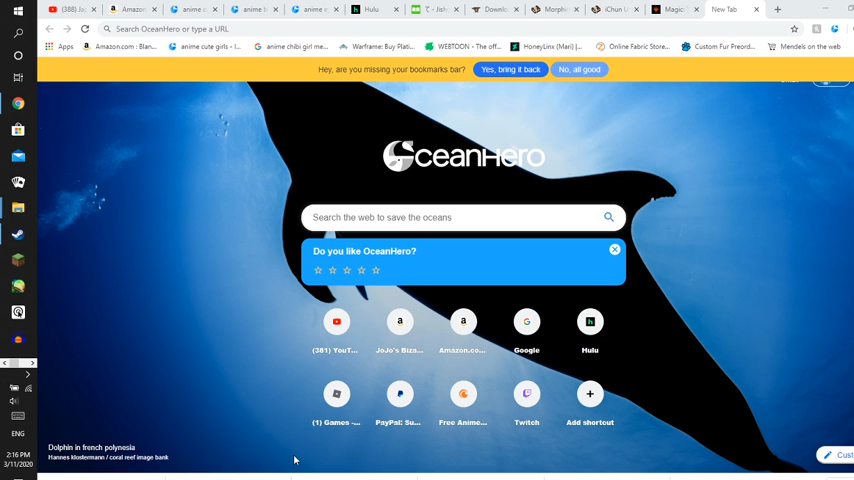 (388) Ja
Amazon
anime c
anime b
anime e
Hulu
Downlo
Morphe
iChun U
Magic: T
New Tab
Search OceanHero or type a URL
Apps
Amazon.com : Blan...
anime cute girls - I...
anime chibi girl me...
Warframe: Buy Plati...
WEBTOON - The off...
HoneyLinx (Mari) |...
Online Fabric Store...
Custom Fur Preord...
Mendels on the web
Hey, are you missing your bookmarks bar?
Yes, bring it back
No, all good
OceanHero
Search the web to save the oceans
Do you like OceanHero?
(381) YouT...
JoJo's Biza...
Amazon.cc...
Google
Hulu
(1) Games -...
PayPal: Su...
Free Anime...
Twitch
Add shortcut
ENG
2:16 PM
3/11/2020
Dolphin in french polynesia
Hannes klostermann / coral reef image bank
Cust